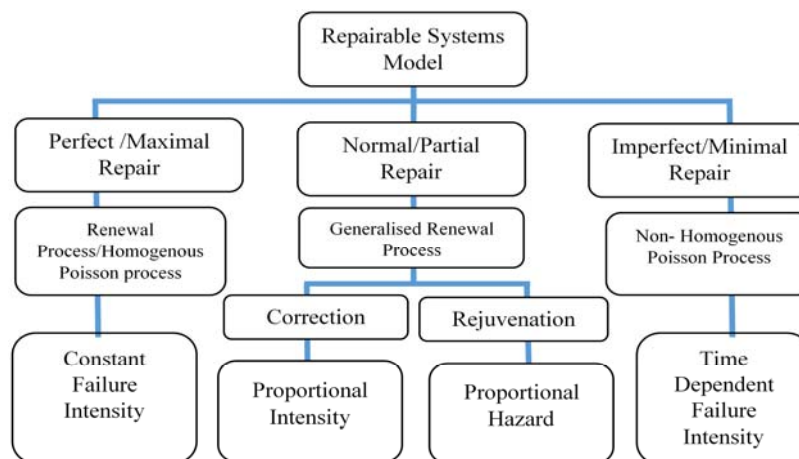 Repairable Systems
Model
Perfect /Maximal
Repair
Normal/Partial
Repair
Imperfect/Minimal
Repair
Renewal
Process/Homogenous
Poisson process
Generalised Renewal
Process
Non- Homogenous
Poisson Process
Correction
Rejuvenation
Constant
Failure
Intensity
Proportional
Intensity
Proportional
Hazard
Time
Dependent
Failure
Intensity